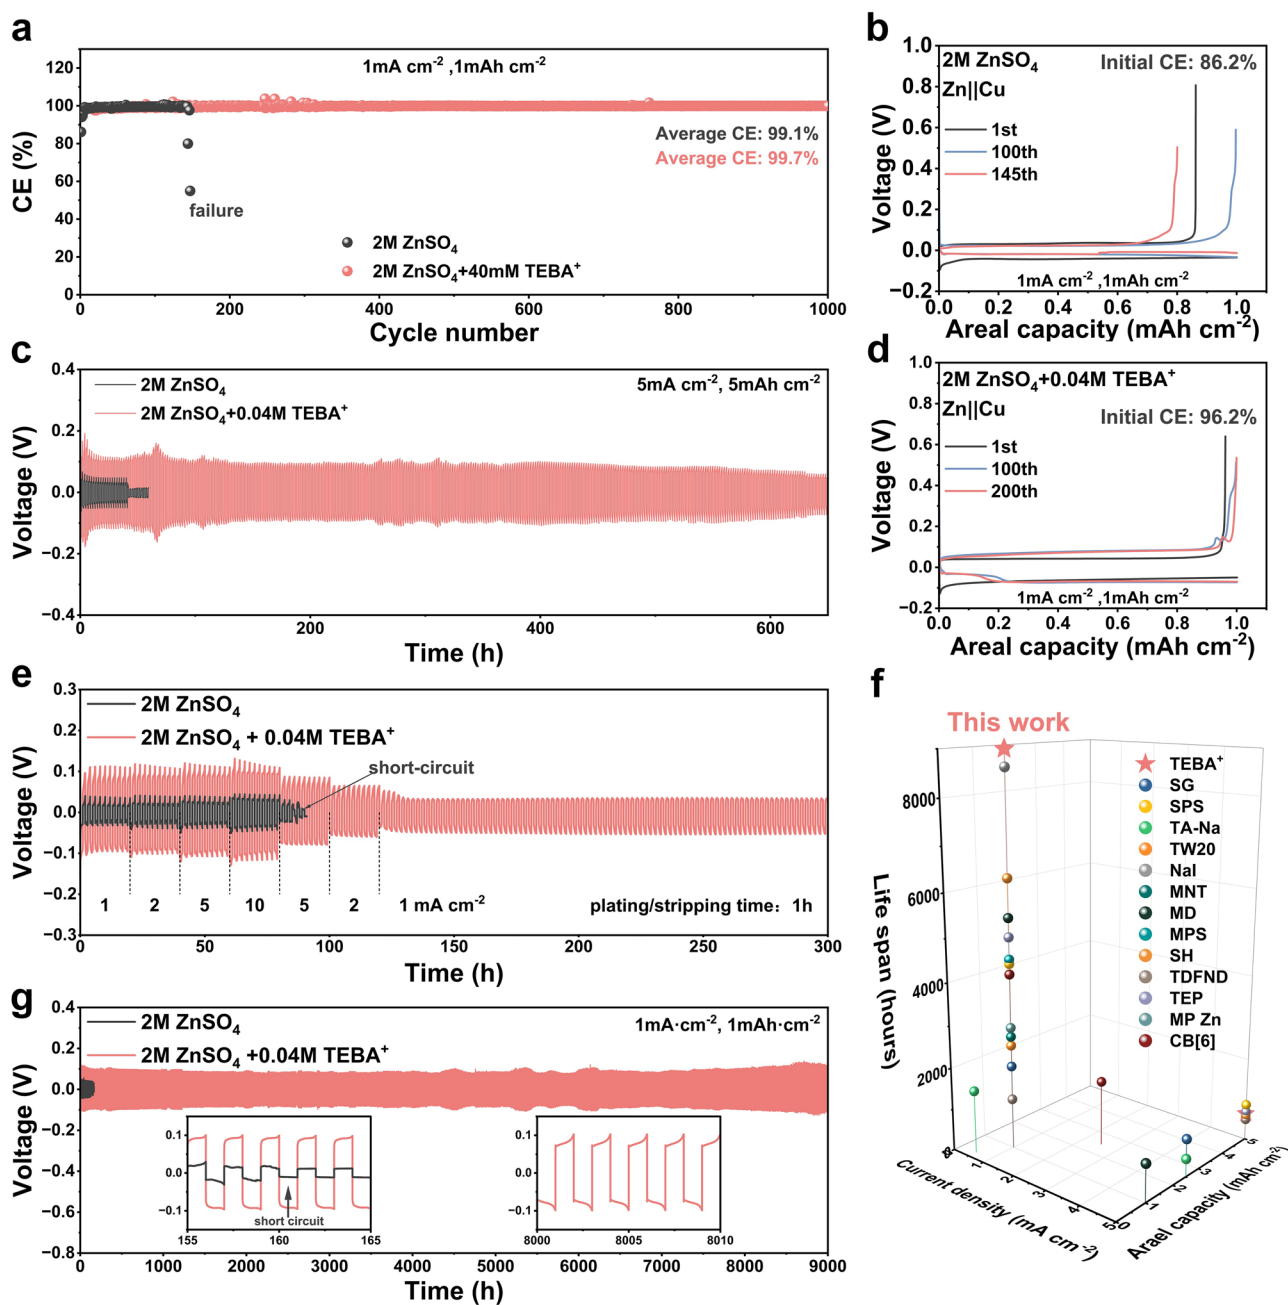 a
1mA cm⁻² ,1mAh cm⁻²
CE (%)
120
100
80
60
40
20
0
Average CE: 99.1%
Average CE: 99.7%
failure
2M ZnSO₄
2M ZnSO₄+40mM TEBA⁺
0 200 400 600 800 1000
Cycle number
b
2M ZnSO₄
Initial CE: 86.2%
Zn||Cu
1st
100th
145th
Voltage (V)
1.0
0.8
0.6
0.4
0.2
0.0
−0.2
1mA cm⁻² ,1mAh cm⁻²
0.0 0.2 0.4 0.6 0.8 1.0
Areal capacity (mAh cm⁻²)
c
2M ZnSO₄
2M ZnSO₄+0.04M TEBA⁺
5mA cm⁻², 5mAh cm⁻²
Voltage (V)
0.4
0.2
0.0
−0.2
−0.4
0 200 400 600
Time (h)
d
2M ZnSO₄+0.04M TEBA⁺
Zn||Cu
Initial CE: 96.2%
1st
100th
200th
Voltage (V)
1.0
0.8
0.6
0.4
0.2
0.0
−0.2
1mA cm⁻² ,1mAh cm⁻²
0.0 0.2 0.4 0.6 0.8 1.0
Areal capacity (mAh cm⁻²)
e
2M ZnSO₄
2M ZnSO₄ + 0.04M TEBA⁺
short-circuit
Voltage (V)
0.3
0.2
0.1
0.0
−0.1
−0.2
−0.3
1 2 5 10 5 2 1 mA cm⁻²
plating/stripping time：1h
0 50 100 150 200 250 300
Time (h)
f
This work
TEBA⁺
SG
SPS
TA-Na
TW20
NaI
MNT
MD
MPS
SH
TDFND
TEP
MP Zn
CB[6]
Life span (hours)
8000
6000
4000
2000
Current density (mA cm⁻²)
1 2 3 4 5
Arael capacity (mAh cm⁻²)
0 1 2 3 4 5
g
2M ZnSO₄
2M ZnSO₄ +0.04M TEBA⁺
1mA·cm⁻², 1mAh·cm⁻²
Voltage (V)
0.4
0.2
0.0
−0.2
−0.4
−0.6
−0.8
0.1
0.0
−0.1
short circuit
155 160 165
0.1
0.0
−0.1
8000 8005 8010
0 1000 2000 3000 4000 5000 6000 7000 8000 9000
Time (h)